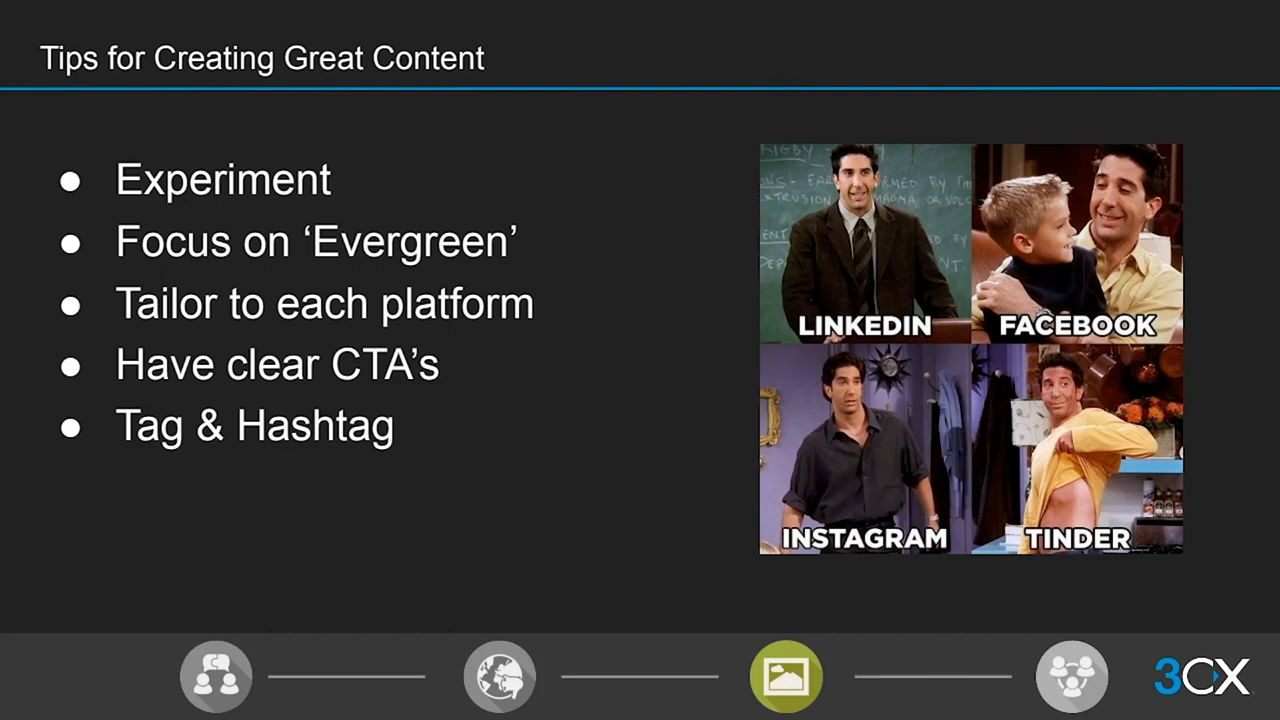 Tips for Creating Great Content
● Experiment
● Focus on ‘Evergreen’
● Tailor to each platform
● Have clear CTA’s
● Tag & Hashtag
LINKEDIN
FACEBOOK
INSTAGRAM
TINDER
3CX